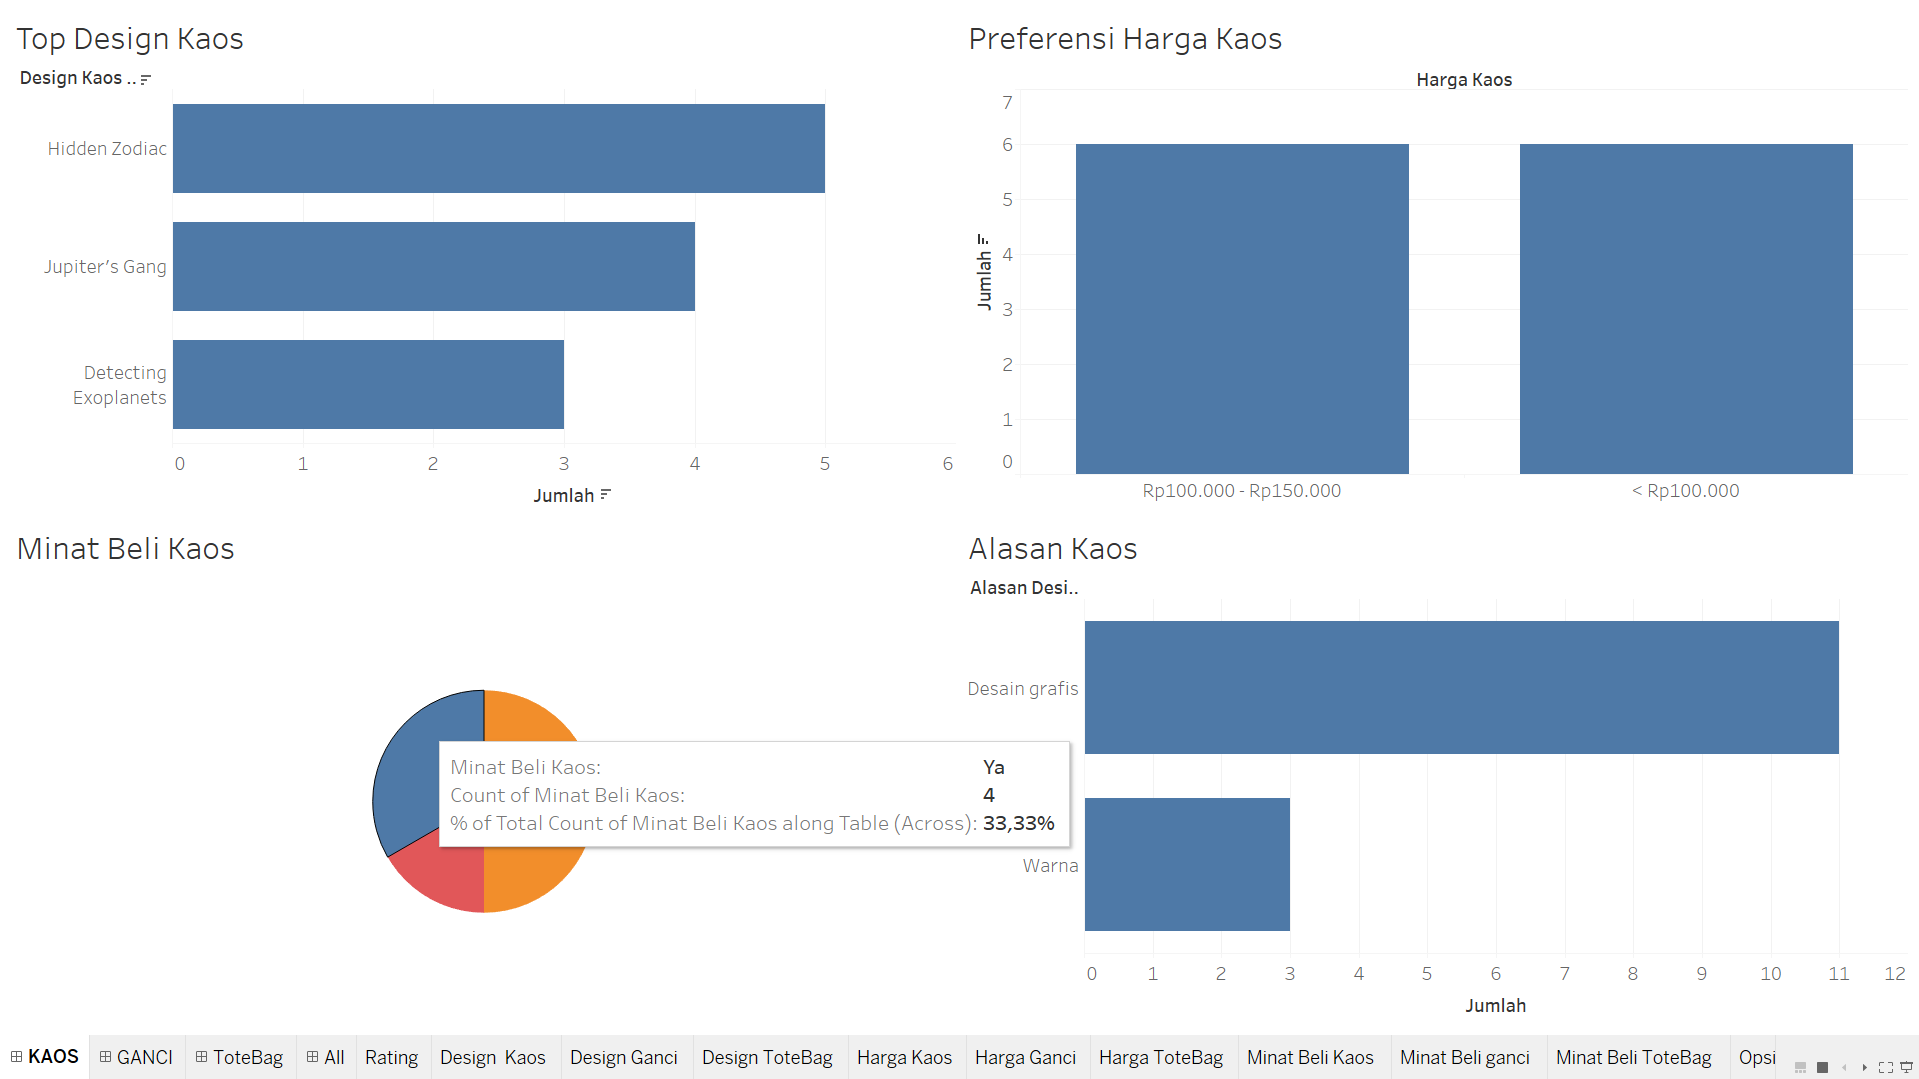 Top Design Kaos
Design Kaos ..
Hidden Zodiac
Jupiter’s Gang
Detecting
Exoplanets
0 1 2 3 4 5 6
Jumlah
Preferensi Harga Kaos
Harga Kaos
7
6
5
4
3
2
1
0
Jumlah
Rp100.000 - Rp150.000
< Rp100.000
Minat Beli Kaos
Minat Beli Kaos: Ya
Count of Minat Beli Kaos: 4
% of Total Count of Minat Beli Kaos along Table (Across): 33,33%
Alasan Kaos
Alasan Desi..
Desain grafis
Warna
0 1 2 3 4 5 6 7 8 9 10 11 12
Jumlah
KAOS GANCI ToteBag All Rating Design Kaos Design Ganci Design ToteBag Harga Kaos Harga Ganci Harga ToteBag Minat Beli Kaos Minat Beli ganci Minat Beli ToteBag Opsi